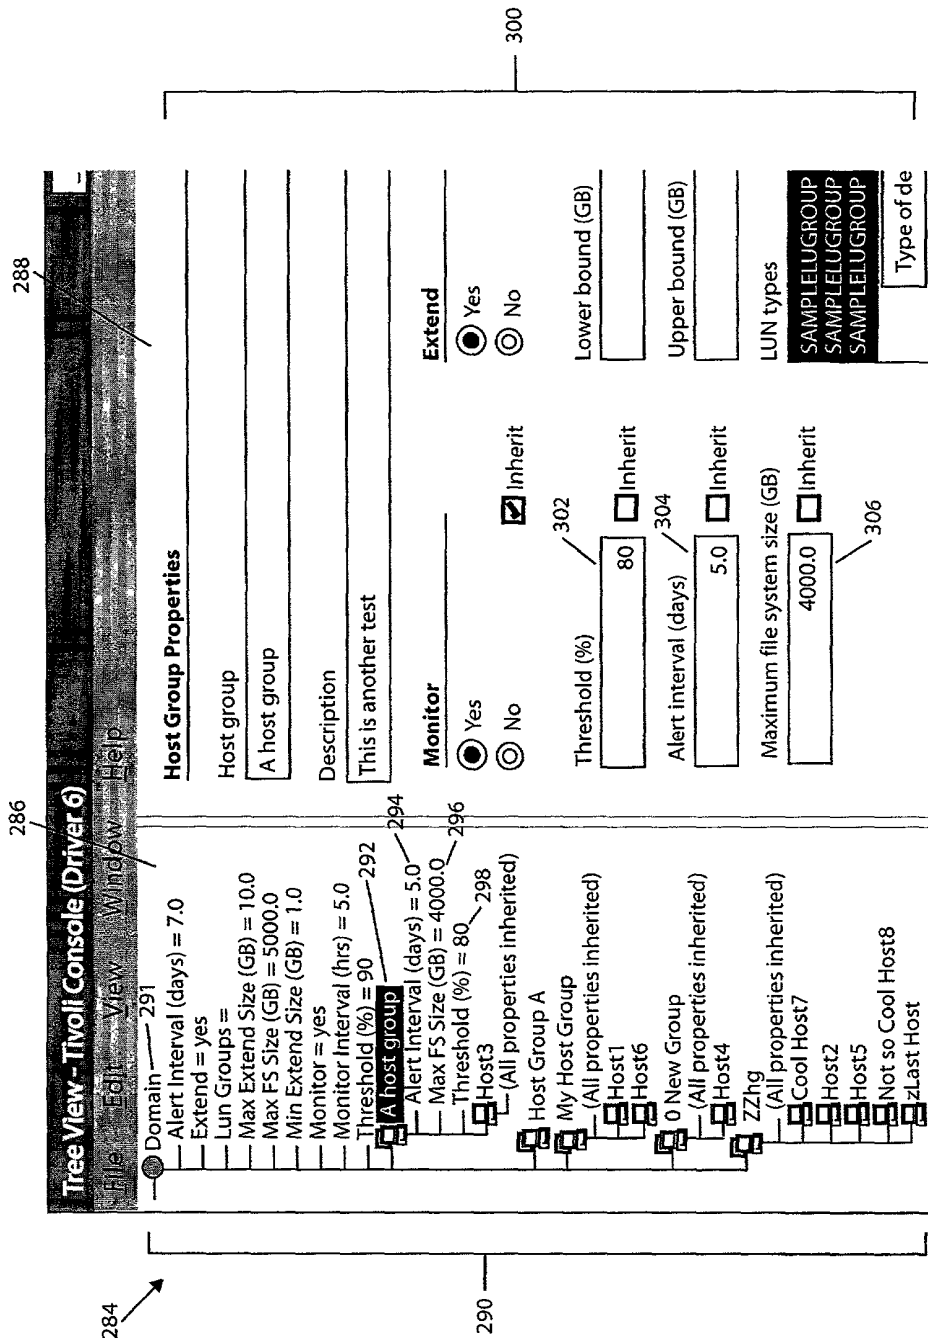 284
286
288
Tree View - Tivoli Console (Driver 6)
File Edit View Window Help
290
Domain 291
Alert Interval (days) = 7.0
Extend = yes
Lun Groups =
Max Extend Size (GB) = 10.0
Max FS Size (GB) = 5000.0
Min Extend Size (GB) = 1.0
Monitor = yes
Monitor Interval (hrs) = 5.0
Threshold (%) = 90
A host group 292
Alert Interval (days) = 5.0 294
Max FS Size (GB) = 4000.0 296
Threshold (%) = 80 298
Host3
(All properties inherited)
Host Group A
My Host Group
(All properties inherited)
Host1
Host6
0 New Group
(All properties inherited)
Host4
ZZhg
(All properties inherited)
Cool Host7
Host2
Host5
Not so Cool Host8
zLast Host
Host Group Properties
Host group
A host group
Description
This is another test
Monitor
Yes
No
Inherit
Extend
Yes
No
Threshold (%)
302
80
Inherit
Lower bound (GB)
Alert interval (days)
304
5.0
Inherit
Upper bound (GB)
Maximum file system size (GB)
4000.0
Inherit
306
LUN types
SAMPLELUGROUP
SAMPLELUGROUP
SAMPLELUGROUP
Type of de
300